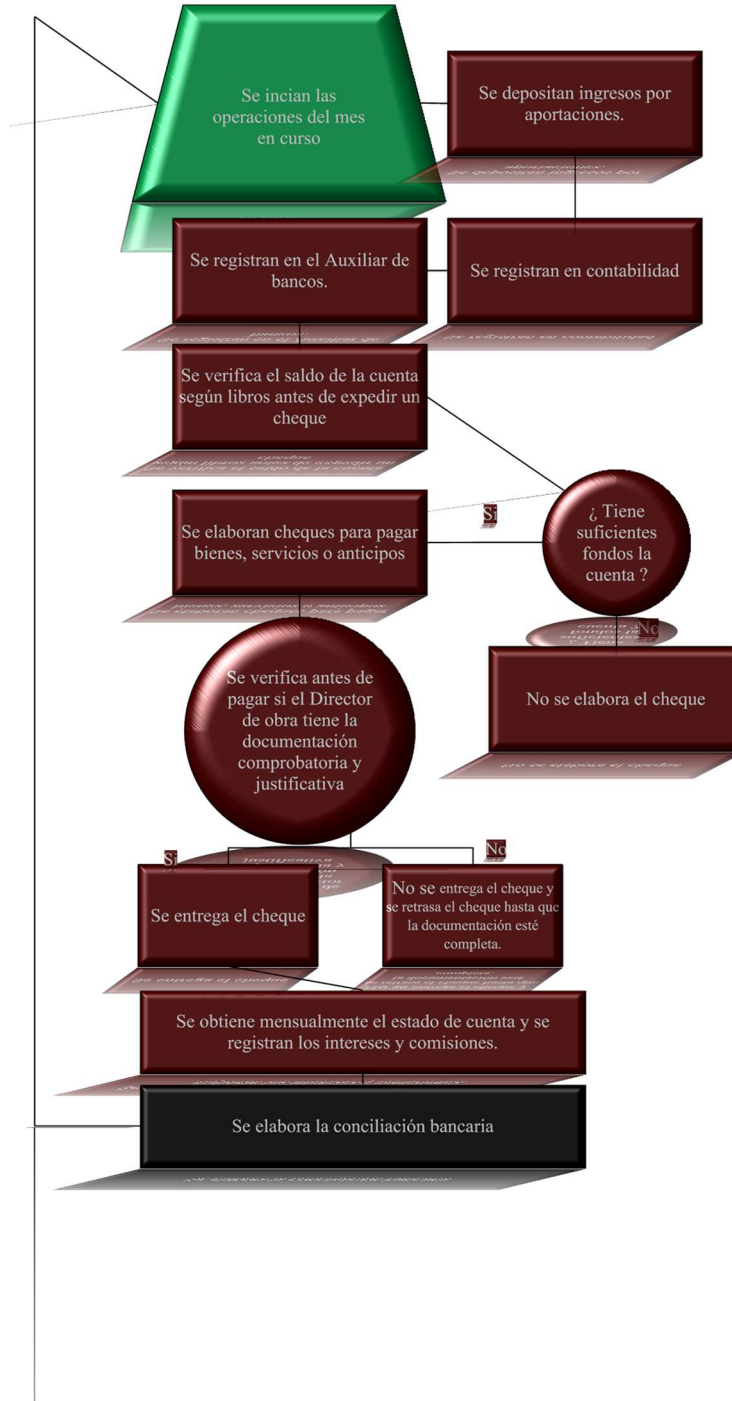 Se incian las
operaciones del mes
en curso
Se depositan ingresos por
aportaciones.
Se registran en contabilidad
Se registran en el Auxiliar de
bancos.
Se verifica el saldo de la cuenta
según libros antes de expedir un
cheque
¿ Tiene
suficientes
fondos la
cuenta ?
Si
No
Se elaboran cheques para pagar
bienes, servicios o anticipos
No se elabora el cheque
Se verifica antes de
pagar si el Director
de obra tiene la
documentación
comprobatoria y
justificativa
Si
No
Se entrega el cheque
No se entrega el cheque y
se retrasa el cheque hasta que
la documentación esté
completa.
Se obtiene mensualmente el estado de cuenta y se
registran los intereses y comisiones.
Se elabora la conciliación bancaria